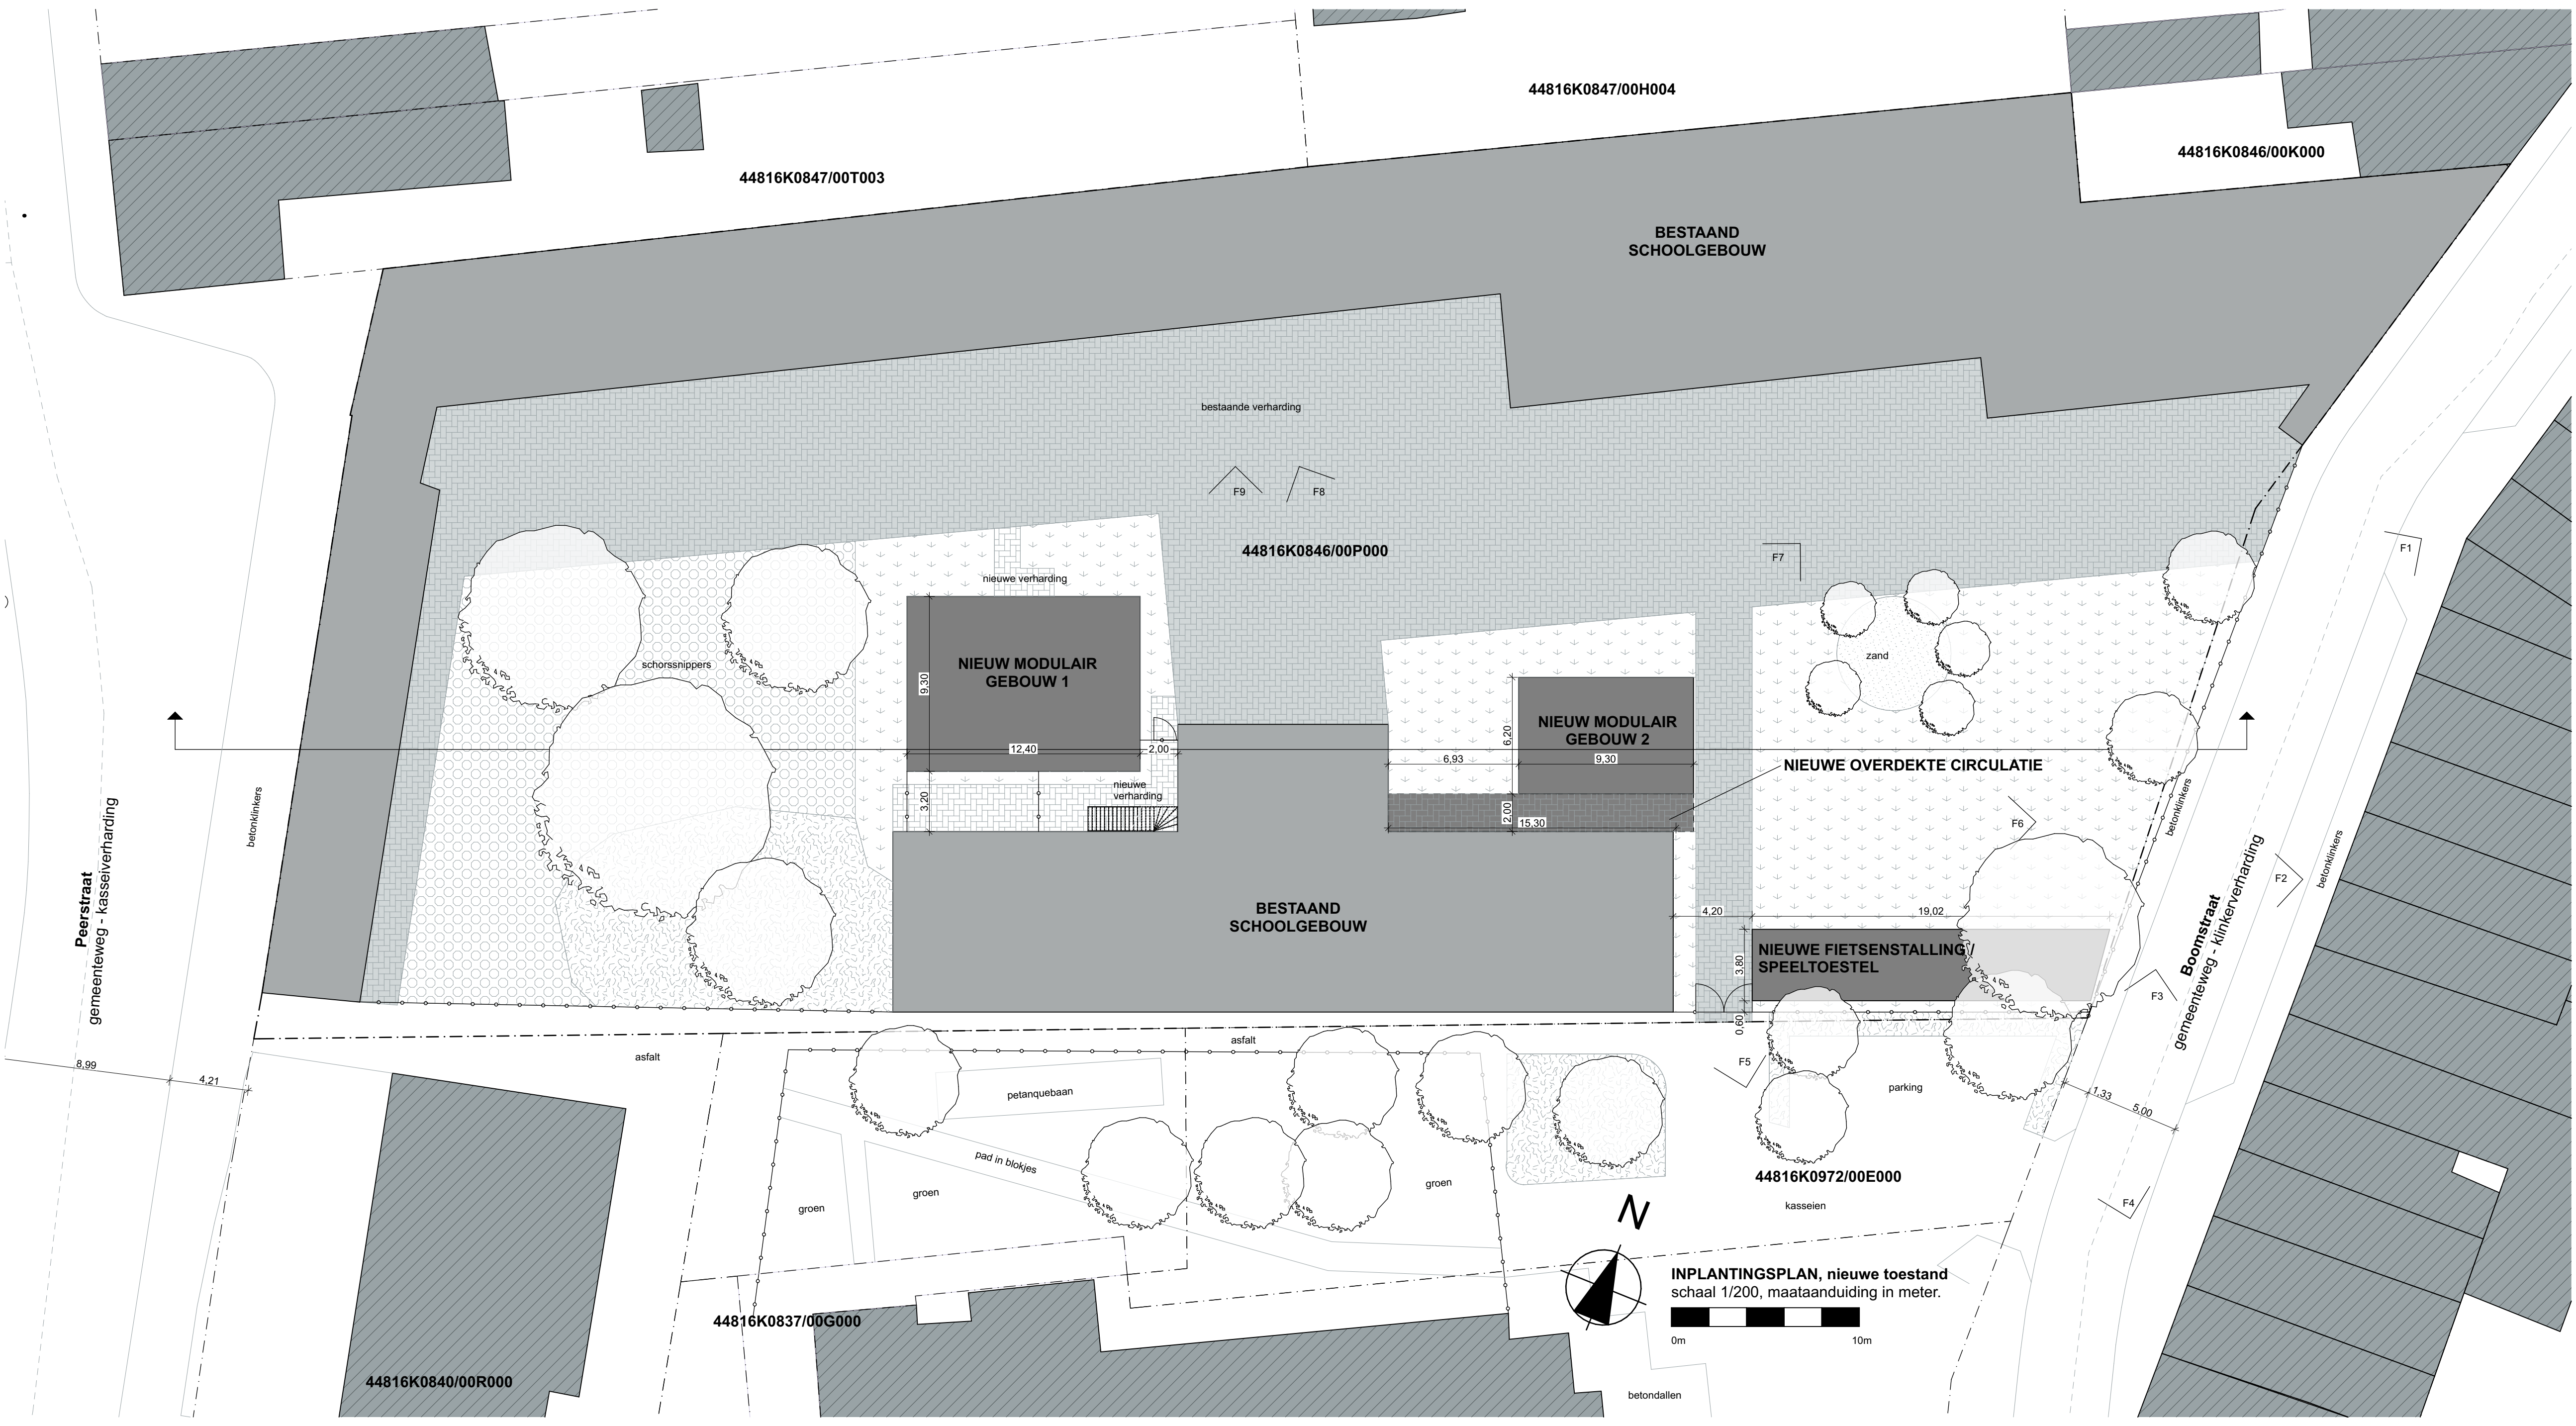 44816K0847/00H004
44816K0846/00K000
44816K0847/00T003
BESTAAND
SCHOOLGEBOUW
bestaande verharding
F9
F8
44816K0846/00P000
F7
F1
nieuwe verharding
schorssnippers
NIEUW MODULAIR
GEBOUW 1
9,30
12,40
2,00
3,20
nieuwe
verharding
zand
NIEUW MODULAIR
GEBOUW 2
6,20
6,93
9,30
NIEUWE OVERDEKTE CIRCULATIE
2,00
15,30
F6
betonklinkers
betonklinkers
betonklinkers
F2
Peerstraat
gemeenteweg - kasseiverharding
Boomstraat
gemeenteweg - klinkerverharding
BESTAAND
SCHOOLGEBOUW
4,20
19,02
NIEUWE FIETSENSTALLING /
SPEELTOESTEL
3,80
0,60
F3
8,99
4,21
asfalt
asfalt
F5
petanquebaan
parking
1,33
5,00
pad in blokjes
groen
groen
groen
44816K0972/00E000
kasseien
F4
N
INPLANTINGSPLAN, nieuwe toestand
schaal 1/200, maataanduiding in meter.
0m
10m
44816K0837/00G000
44816K0840/00R000
betondallen